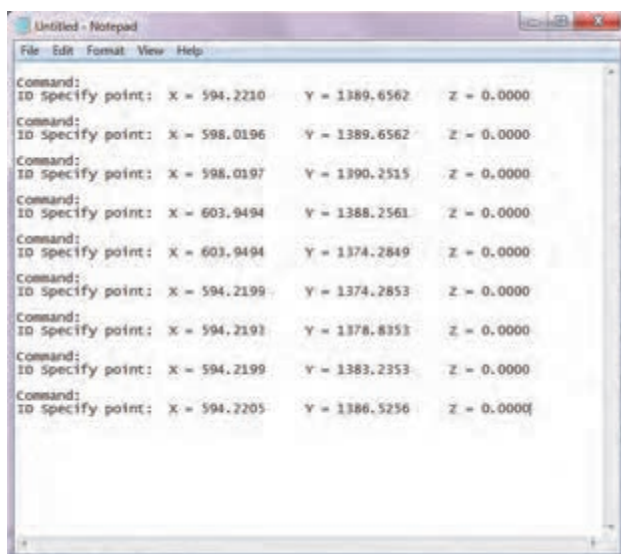 Untitled - Notepad
File Edit Format View Help
Command:
ID Specify point: X = 594.2210 Y = 1389.6562 Z = 0.0000
Command:
ID Specify point: X = 598.0196 Y = 1389.6562 Z = 0.0000
Command:
ID Specify point: X = 598.0197 Y = 1390.2515 Z = 0.0000
Command:
ID Specify point: X = 603.9494 Y = 1388.2561 Z = 0.0000
Command:
ID Specify point: X = 603.9494 Y = 1374.2849 Z = 0.0000
Command:
ID Specify point: X = 594.2199 Y = 1374.2853 Z = 0.0000
Command:
ID Specify point: X = 594.2193 Y = 1378.8353 Z = 0.0000
Command:
ID Specify point: X = 594.2199 Y = 1383.2353 Z = 0.0000
Command:
ID Specify point: X = 594.2205 Y = 1386.5256 Z = 0.0000